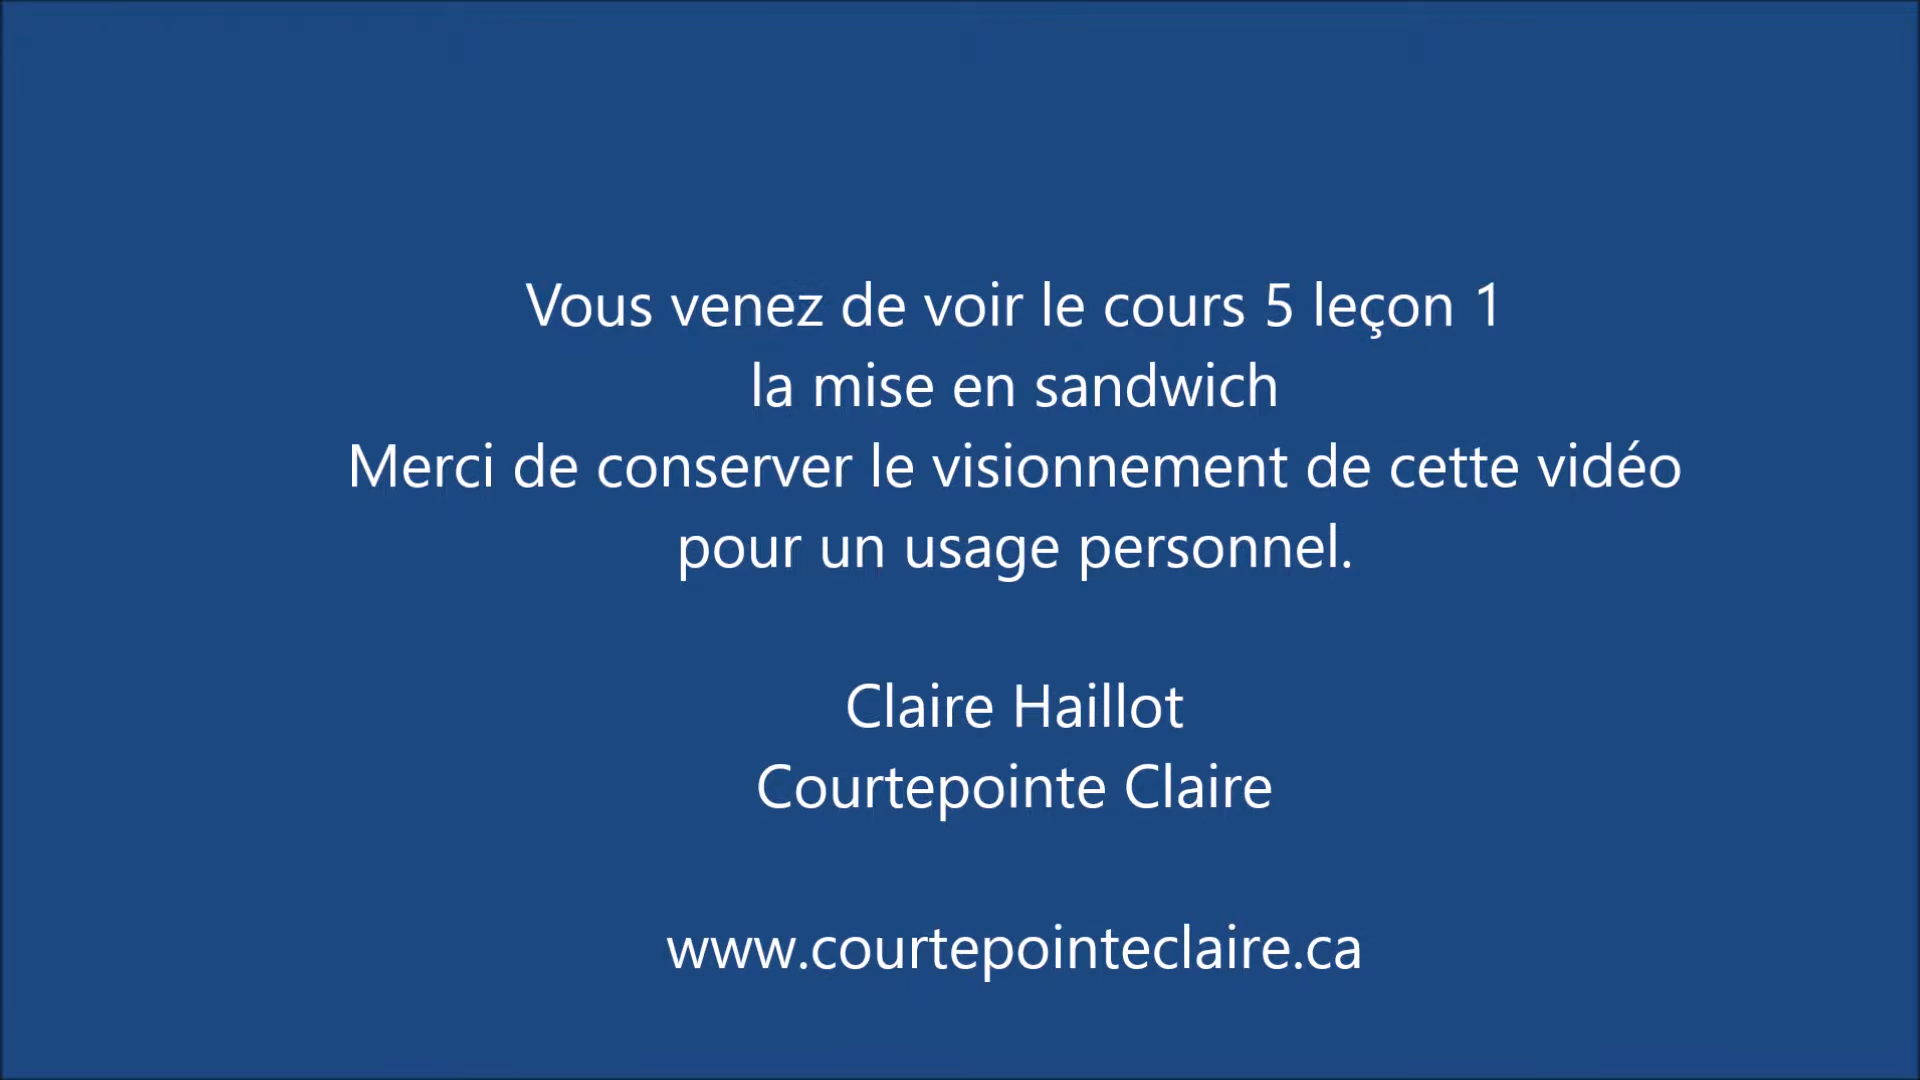 Vous venez de voir le cours 5 leçon 1
la mise en sandwich
Merci de conserver le visionnement de cette vidéo
pour un usage personnel.
Claire Haillot
Courtepointe Claire
www.courtepointeclaire.ca